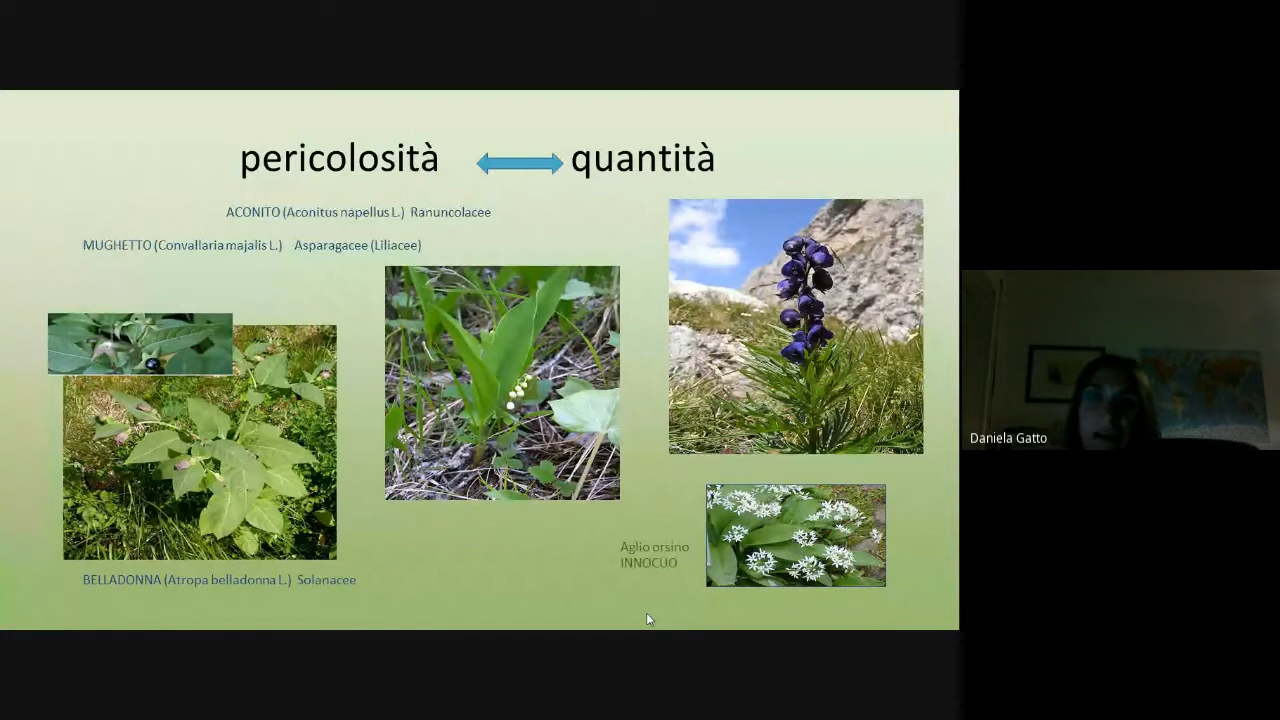 pericolosità quantità
ACONITO (Aconitus napellus L.) Ranuncolacee
MUGHETTO (Convallaria majalis L.) Asparagacee (Liliacee)
Daniela Gatto
Aglio orsino
INNOCUO
BELLADONNA (Atropa belladonna L.) Solanacee